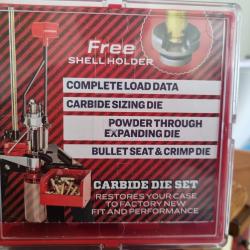 Free
SHELL HOLDER
COMPLETE LOAD DATA
CARBIDE SIZING DIE
POWDER THROUGH
EXPANDING DIE
BULLET SEAT & CRIMP DIE
CARBIDE DIE SET
RESTORES YOUR CASE
TO FACTORY NEW
FIT AND PERFORMANCE